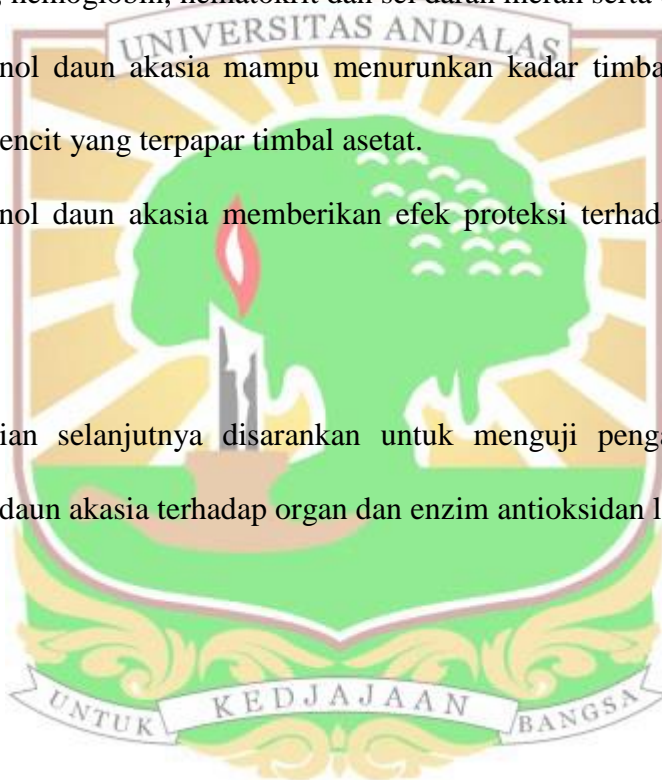 hemoglobin, hematokrit dan sel darah merah serta
UNIVERSITAS ANDALAS
nol daun akasia mampu menurunkan kadar timba
encit yang terpapar timbal asetat.
nol daun akasia memberikan efek proteksi terhada
ian selanjutnya disarankan untuk menguji penga
daun akasia terhadap organ dan enzim antioksidan l
UNTUK KEDJAJAAN BANGSA